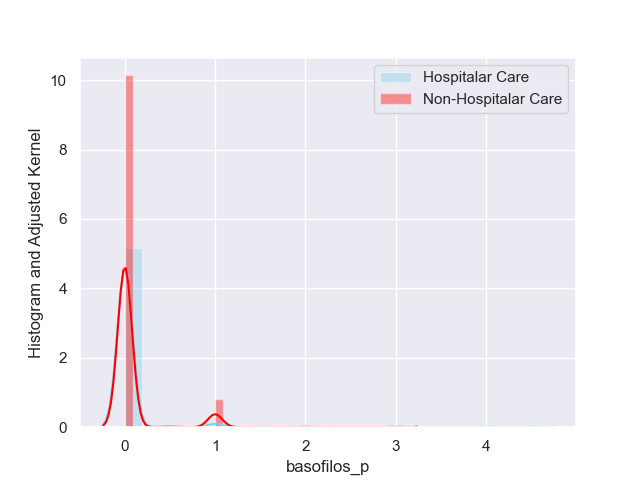 Hospitalar Care
Non-Hospitalar Care
Histogram and Adjusted Kernel
10
8
6
4
2
0
0 1 2 3 4
basofilos_p